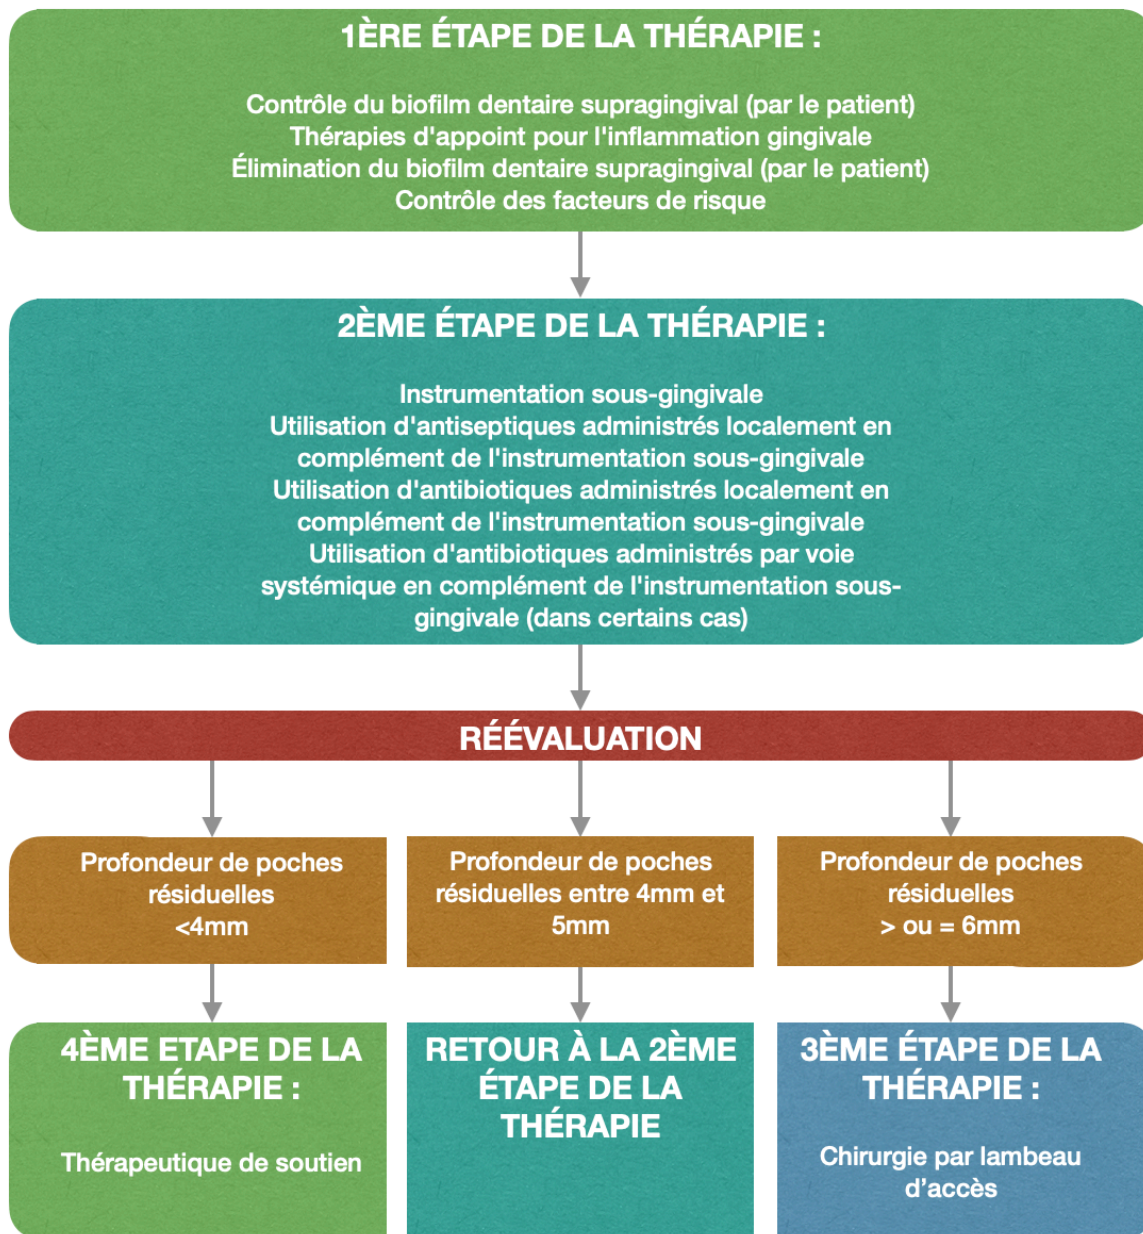 1ÈRE ÉTAPE DE LA THÉRAPIE :
Contrôle du biofilm dentaire supragingival (par le patient)
Thérapies d'appoint pour l'inflammation gingivale
Élimination du biofilm dentaire supragingival (par le patient)
Contrôle des facteurs de risque
2ÈME ÉTAPE DE LA THÉRAPIE :
Instrumentation sous-gingivale
Utilisation d'antiseptiques administrés localement en
complément de l'instrumentation sous-gingivale
Utilisation d'antibiotiques administrés localement en
complément de l'instrumentation sous-gingivale
Utilisation d'antibiotiques administrés par voie
systémique en complément de l'instrumentation sous-
gingivale (dans certains cas)
RÉÉVALUATION
Profondeur de poches
résiduelles
<4mm
Profondeur de poches
résiduelles entre 4mm et
5mm
Profondeur de poches
résiduelles
> ou = 6mm
4ÈME ETAPE DE LA
THÉRAPIE :
Thérapeutique de soutien
RETOUR À LA 2ÈME
ÉTAPE DE LA
THÉRAPIE
3ÈME ÉTAPE DE LA
THÉRAPIE :
Chirurgie par lambeau
d'accès